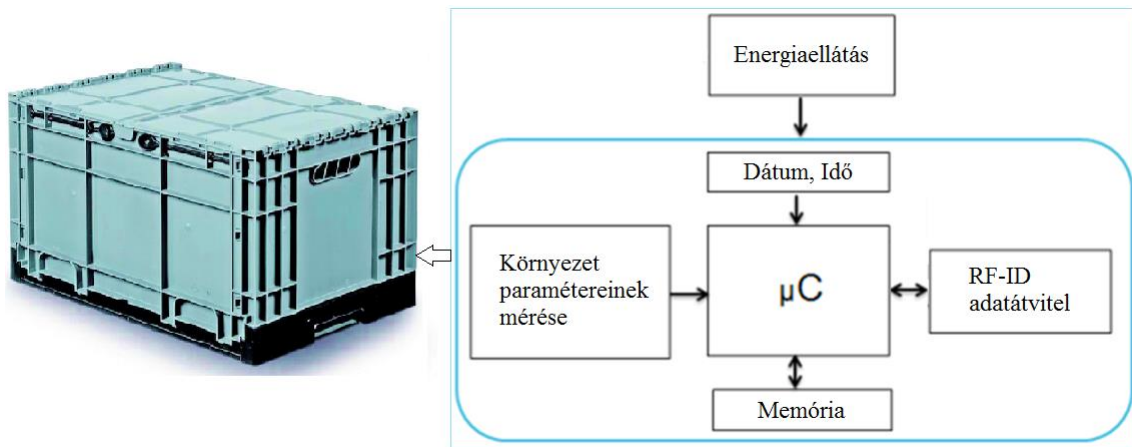 Energiaellátás
Dátum, Idő
Környezet
paramétereinek
mérése
µC
RF-ID
adatátvitel
Memória